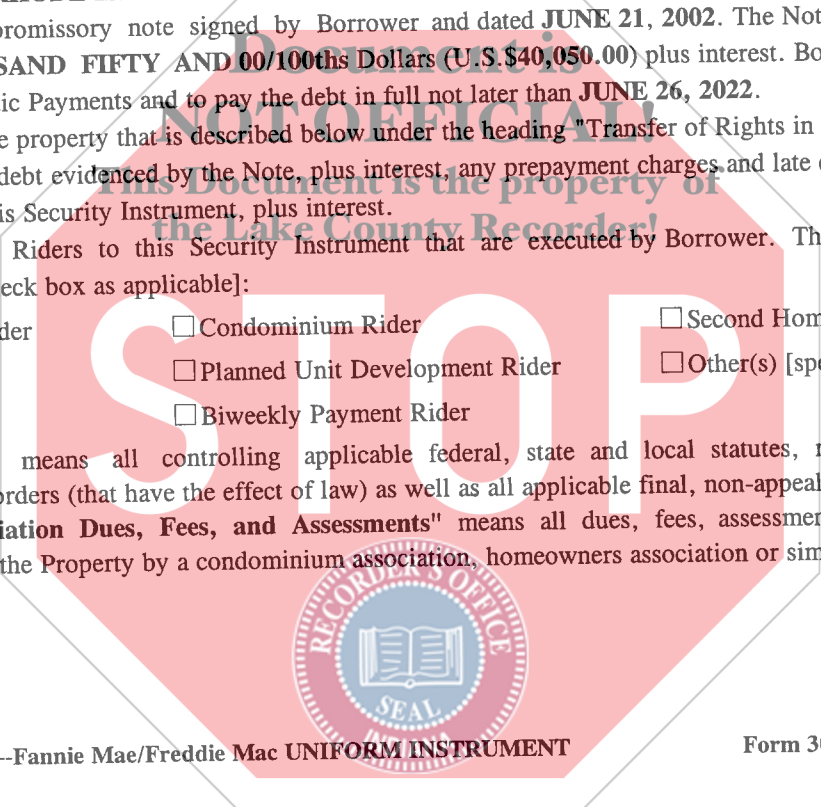 promissory note signed by Borrower and dated JUNE 21, 2002. The Not
SAND FIFTY AND 00/100ths Dollars (U.S.$40,050.00) plus interest. Bo
ic Payments and to pay the debt in full not later than JUNE 26, 2022.
e property that is described below under the heading "Transfer of Rights in
debt evidenced by the Note, plus interest, any prepayment charges and late
is Security Instrument, plus interest.
Riders to this Security Instrument that are executed by Borrower. Th
eck box as applicable]:
der ☐ Condominium Rider ☐ Second Hom
☐ Planned Unit Development Rider ☐ Other(s) [spe
☐ Biweekly Payment Rider
means all controlling applicable federal, state and local statutes, r
orders (that have the effect of law) as well as all applicable final, non-appeal
iation Dues, Fees, and Assessments" means all dues, fees, assessmen
the Property by a condominium association, homeowners association or sim
--Fannie Mae/Freddie Mac UNIFORM INSTRUMENT Form 30
Document is
NOT OFFICIAL!
This Document is the property of
the Lake County Recorder!
STOP
RECORDER'S OFFICE
SEAL
INDIANA